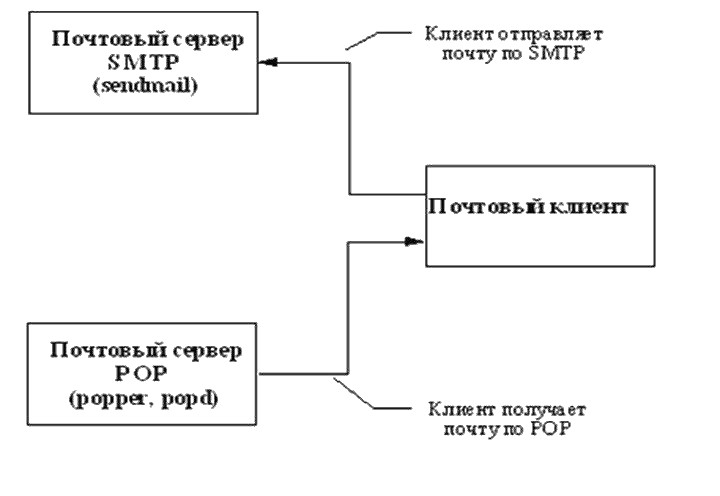 Почтовый сервер
SMTP
(sendmail)
Клиент отправляет
почту по SMTP
Почтовый клиент
Почтовый сервер
POP
(popper, popd)
Клиент получает
почту по POP